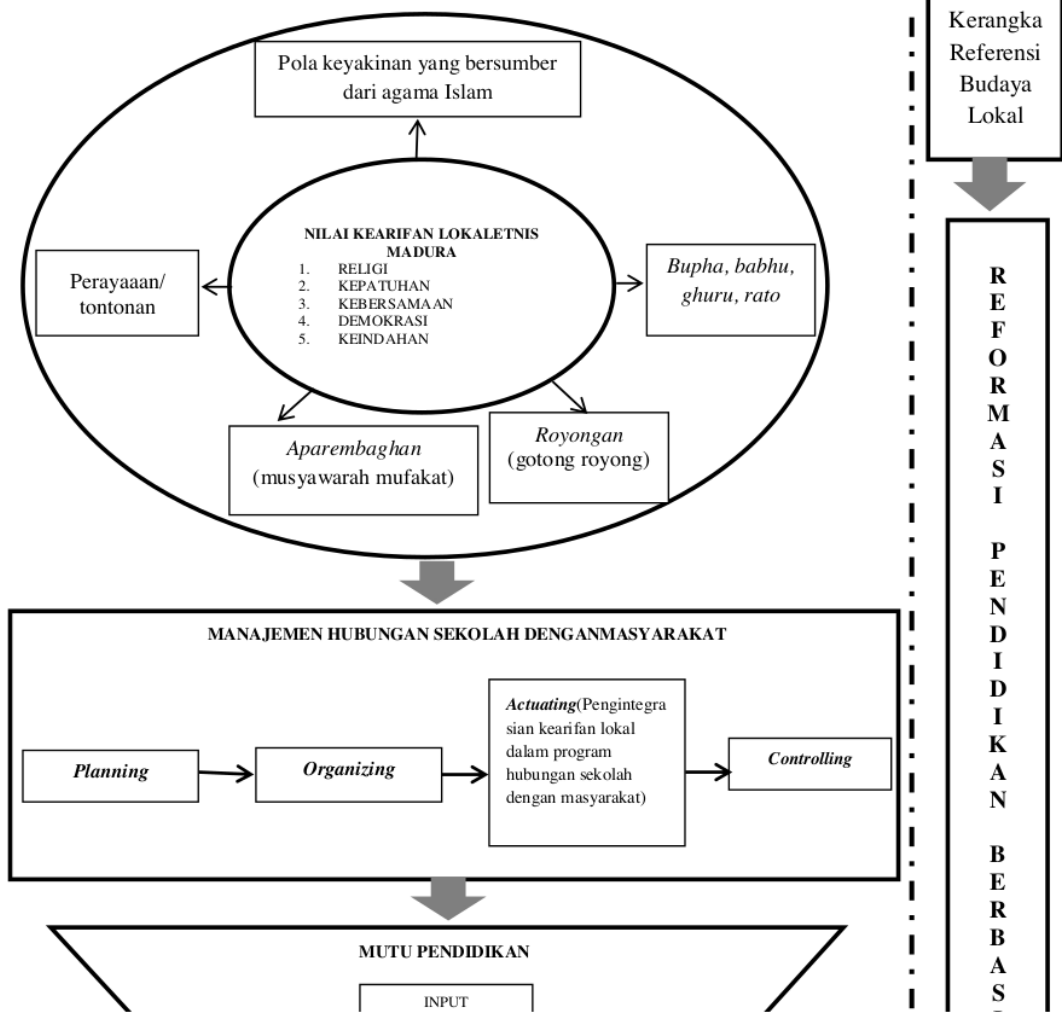 Pola keyakinan yang bersumber
dari agama Islam
NILAI KEARIFAN LOKALETNIS
MADURA
1. RELIGI
2. KEPATUHAN
3. KEBERSAMAAN
4. DEMOKRASI
5. KEINDAHAN
Perayaaan/
tontonan
Bupha, babhu,
ghuru, rato
Aparembaghan
(musyawarah mufakat)
Royongan
(gotong royong)
MANAJEMEN HUBUNGAN SEKOLAH DENGANMASYARAKAT
Planning
Organizing
Actuating(Pengintegra
sian kearifan lokal
dalam program
hubungan sekolah
dengan masyarakat)
Controlling
MUTU PENDIDIKAN
INPUT
Kerangka
Referensi
Budaya
Lokal
REFORMASI PENDIDIKAN BERBAS